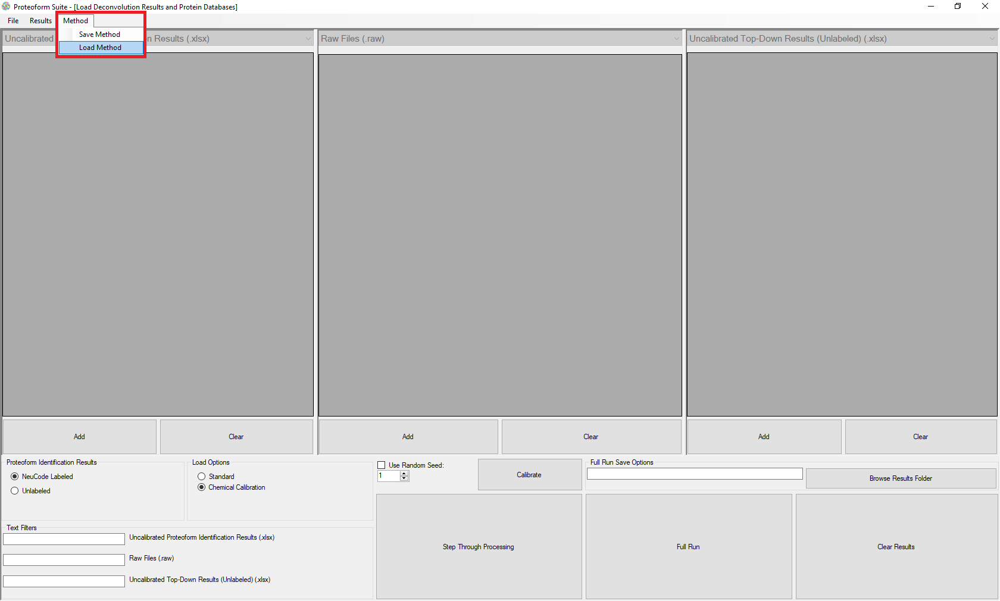 Proteoform Suite - [Load Deconvolution Results and Protein Databases]
File Results Method
Save Method
Load Method
Uncalibrated n Results (.xlsx)
Raw Files (.raw)
Uncalibrated Top-Down Results (Unlabeled) (.xlsx)
Add Clear Add Clear Add Clear
Proteoform Identification Results
NeuCode Labeled
Unlabeled
Load Options
Standard
Chemical Calibration
Use Random Seed:
1
Calibrate
Full Run Save Options
Browse Results Folder
Text Filters
Uncalibrated Proteoform Identification Results (.xlsx)
Raw Files (.raw)
Uncalibrated Top-Down Results (Unlabeled) (.xlsx)
Step Through Processing
Full Run
Clear Results